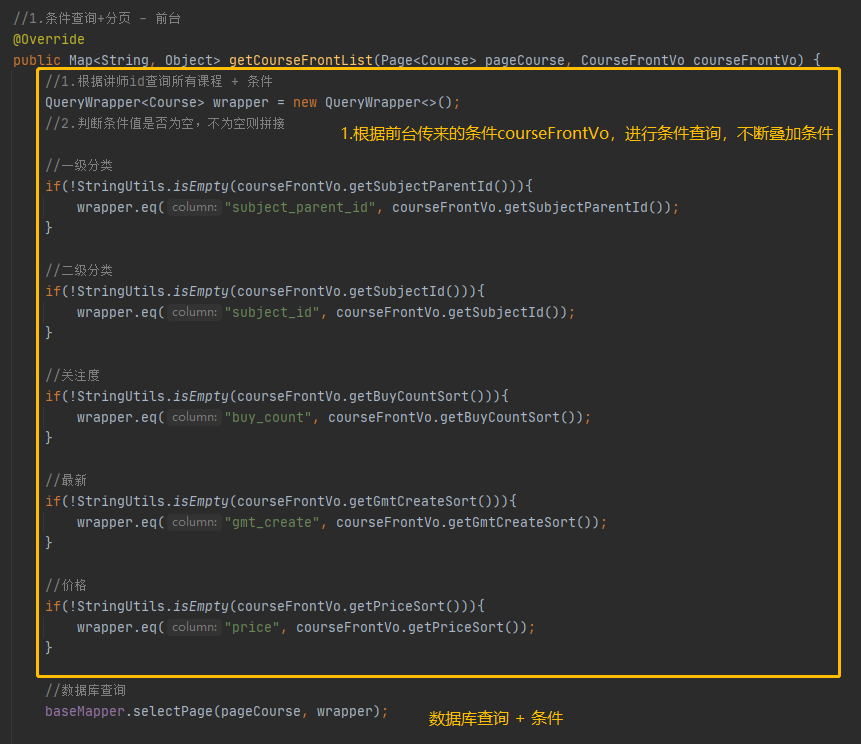 //1.条件查询+分页 - 前台
@Override
public Map<String, Object> getCourseFrontList(Page<Course> pageCourse, CourseFrontVo courseFrontVo) {
//1.根据讲师id查询所有课程 + 条件
QueryWrapper<Course> wrapper = new QueryWrapper<>();
//2.判断条件值是否为空，不为空则拼接
1.根据前台传来的条件courseFrontVo，进行条件查询，不断叠加条件
//一级分类
if(!StringUtils.isEmpty(courseFrontVo.getSubjectParentId())){
wrapper.eq( column: "subject_parent_id", courseFrontVo.getSubjectParentId());
}
//二级分类
if(!StringUtils.isEmpty(courseFrontVo.getSubjectId())){
wrapper.eq( column: "subject_id", courseFrontVo.getSubjectId());
}
//关注度
if(!StringUtils.isEmpty(courseFrontVo.getBuyCountSort())){
wrapper.eq( column: "buy_count", courseFrontVo.getBuyCountSort());
}
//最新
if(!StringUtils.isEmpty(courseFrontVo.getGmtCreateSort())){
wrapper.eq( column: "gmt_create", courseFrontVo.getGmtCreateSort());
}
//价格
if(!StringUtils.isEmpty(courseFrontVo.getPriceSort())){
wrapper.eq( column: "price", courseFrontVo.getPriceSort());
}
//数据库查询
baseMapper.selectPage(pageCourse, wrapper);
数据库查询 + 条件